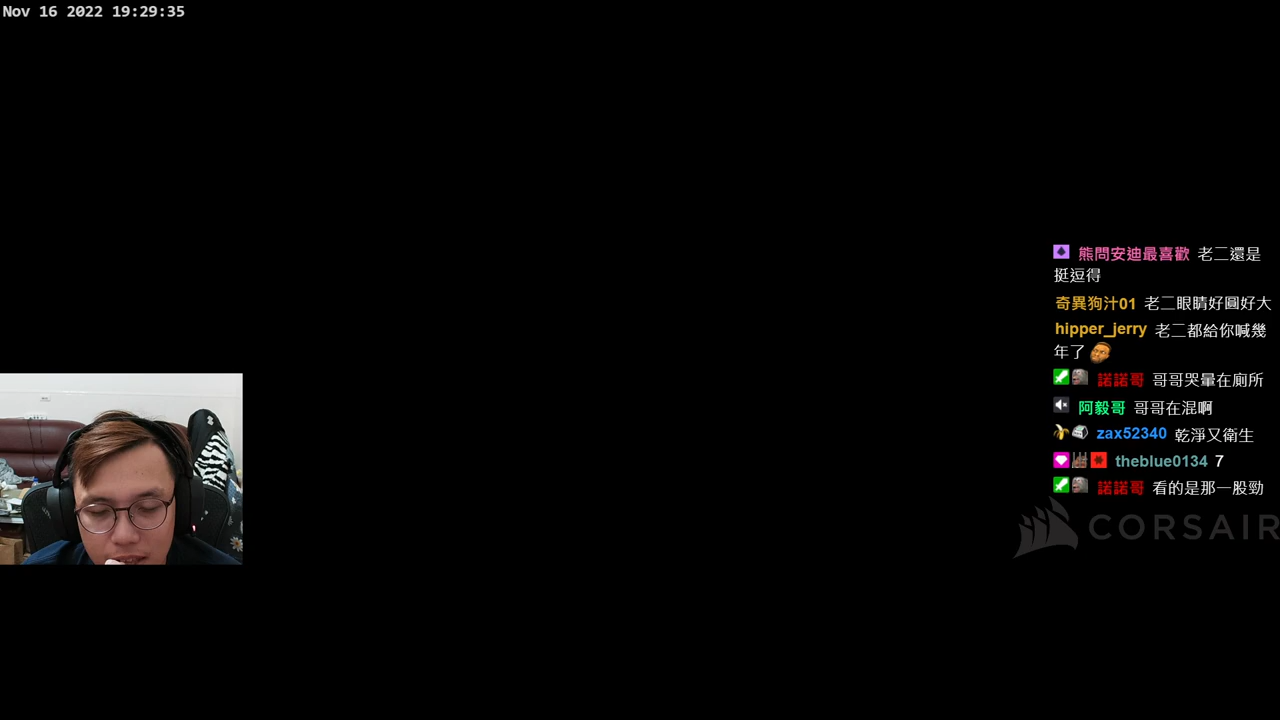 Nov 16 2022 19:29:35
熊問安迪最喜歡 老二還是
挺逗得
奇異狗汁01 老二眼睛好圓好大
hipper_jerry 老二都給你喊幾
年了
諾諾哥 哥哥哭暈在廁所
阿毅哥 哥哥在混啊
zax52340 乾淨又衛生
theblue0134 7
諾諾哥 看的是那一股勁
CORSAIR